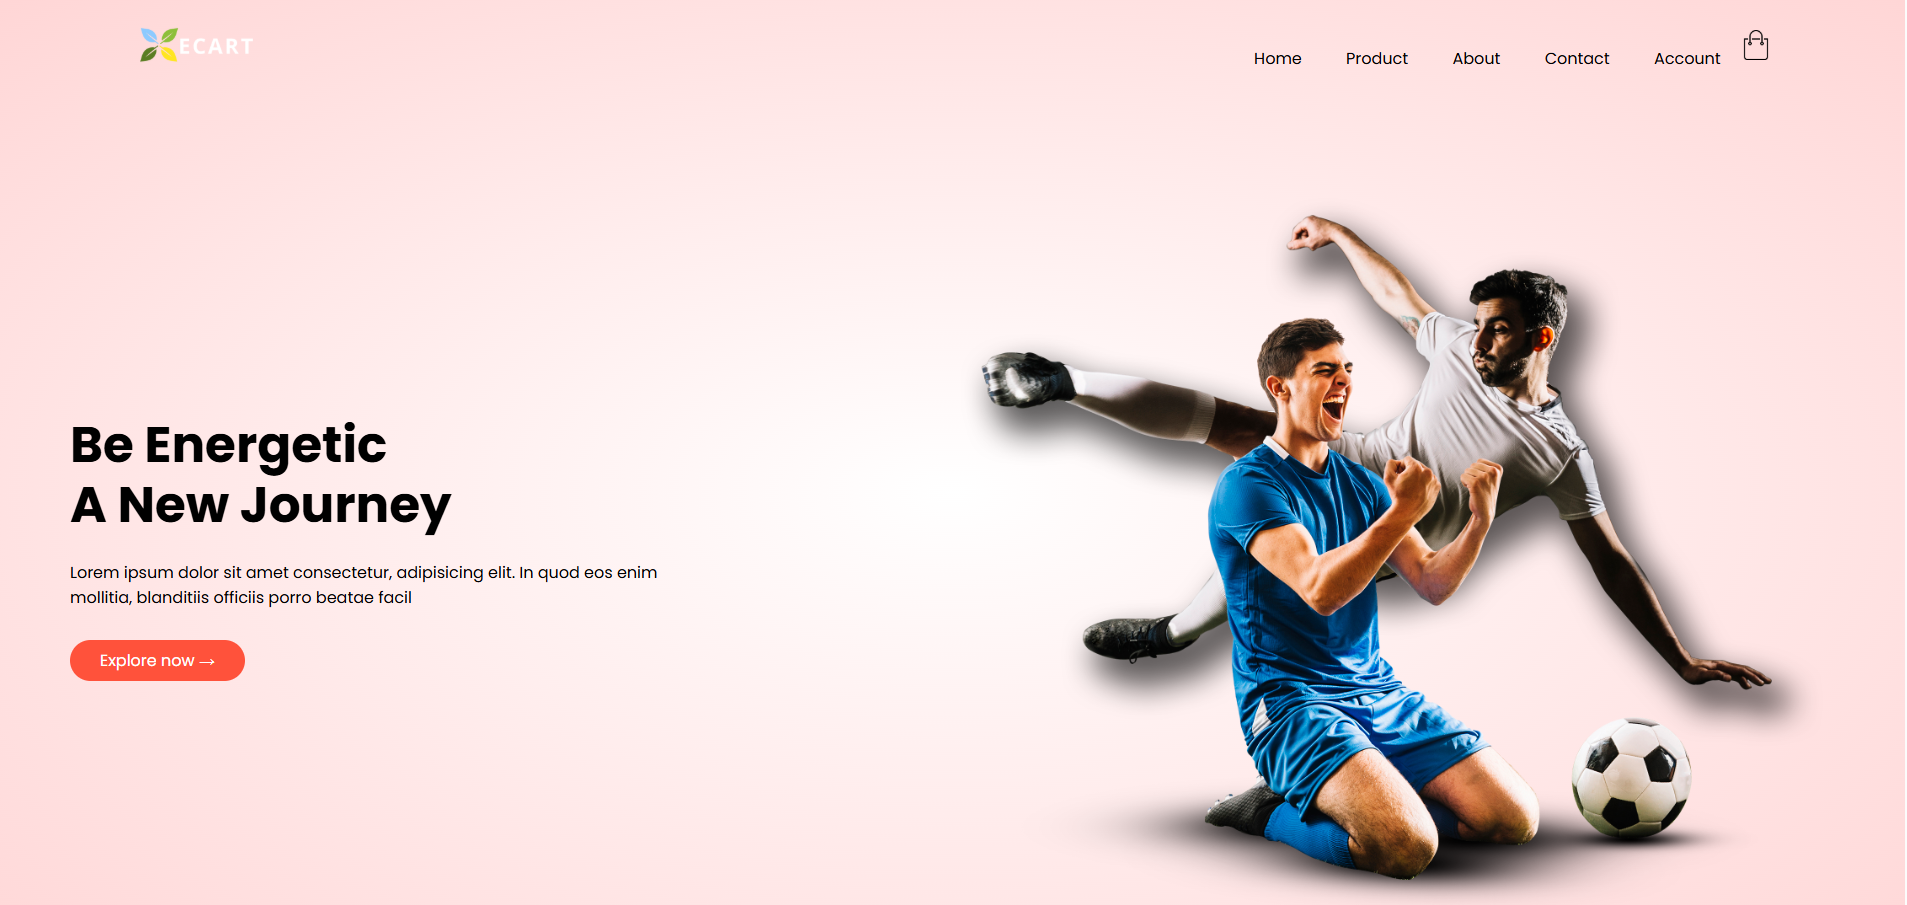 ECART
Home Product About Contact Account
Be Energetic
A New Journey
Lorem ipsum dolor sit amet consectetur, adipisicing elit. In quod eos enim
mollitia, blanditiis officiis porro beatae facil
Explore now →